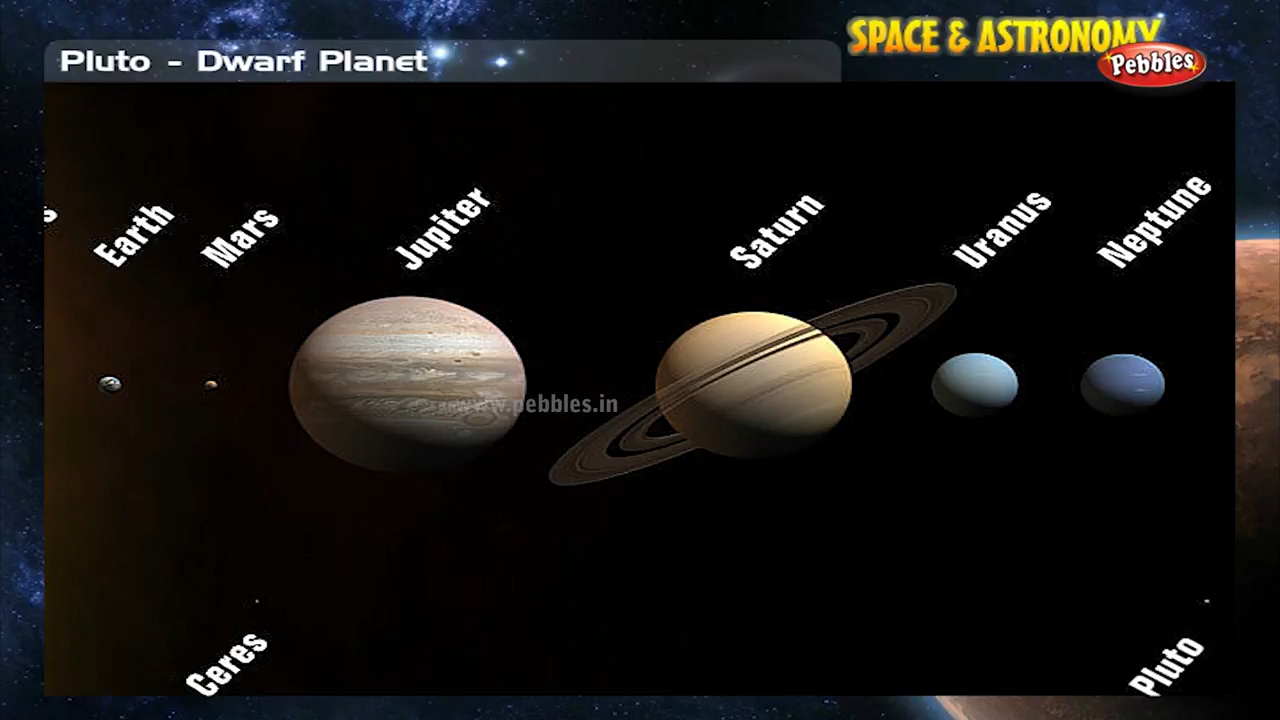 SPACE & ASTRONOMY
Pebbles
Pluto - Dwarf Planet
s
Earth
Mars
Jupiter
Saturn
Uranus
Neptune
www.pebbles.in
Ceres
Pluto